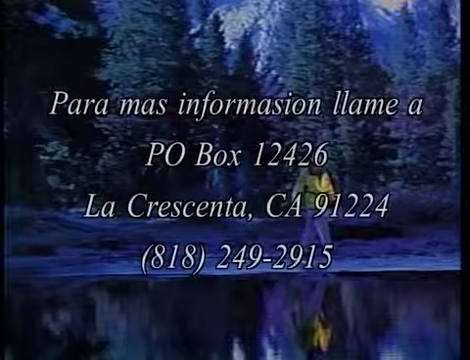 Para mas informasion llame a
PO Box 12426
La Crescenta, CA 91224
(818) 249-2915